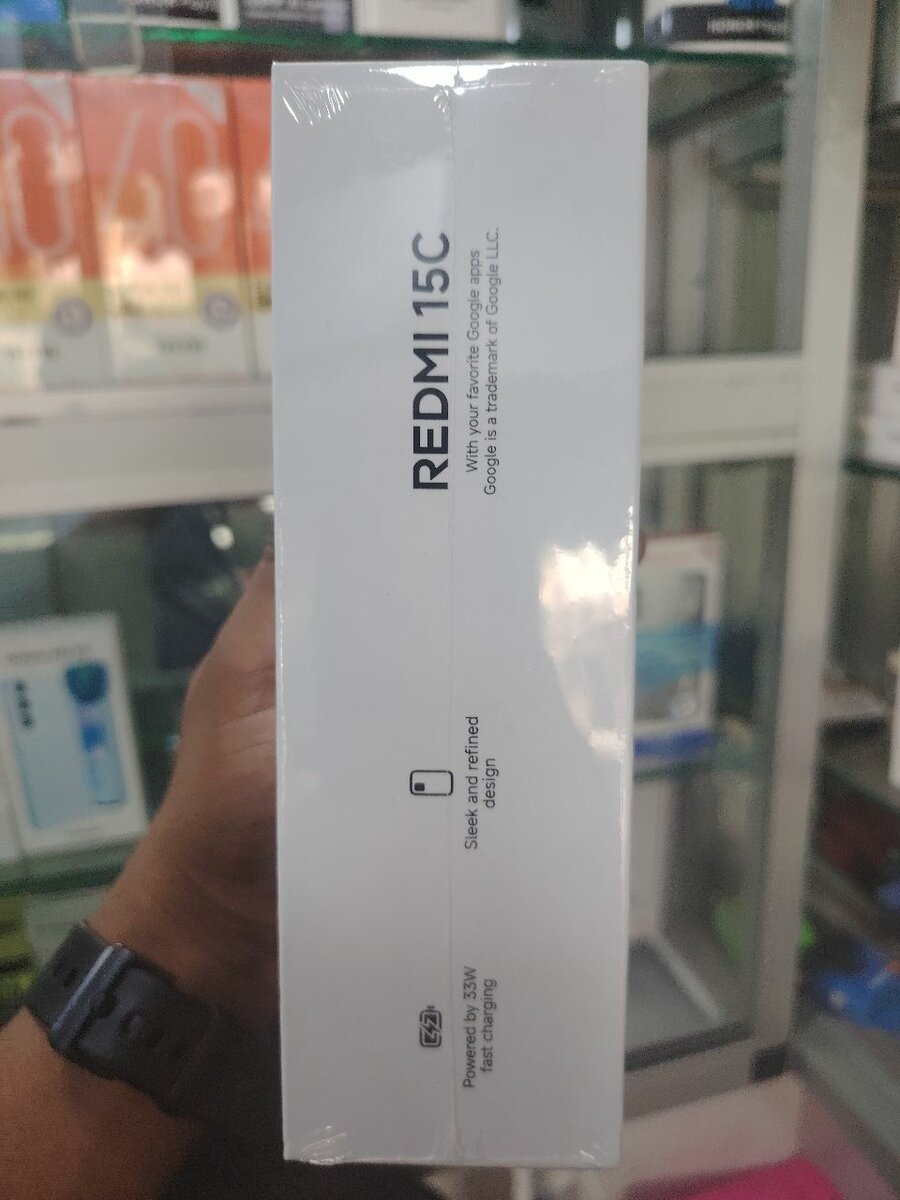 REDMI 15C
With your favorite Google apps
Google is a trademark of Google LLC.
Sleek and refined
design
Powered by 33W
fast charging